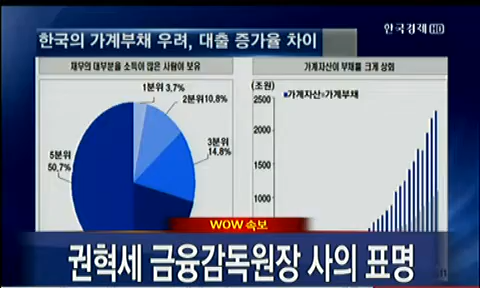 한국경제 HD
한국의 가계부채 우려, 대출 증가율 차이
채무의 대부분을 소득이 많은 사람이 보유
1분위 3,7%
2분위10,8%
3분위
14,8%
5분위
50,7%
가계자산이 부채를 크게 상회
(조원)
가계자산 가계부채
2500
2000
1500
1000
WOW 속보
권혁세 금융감독원장 사의 표명